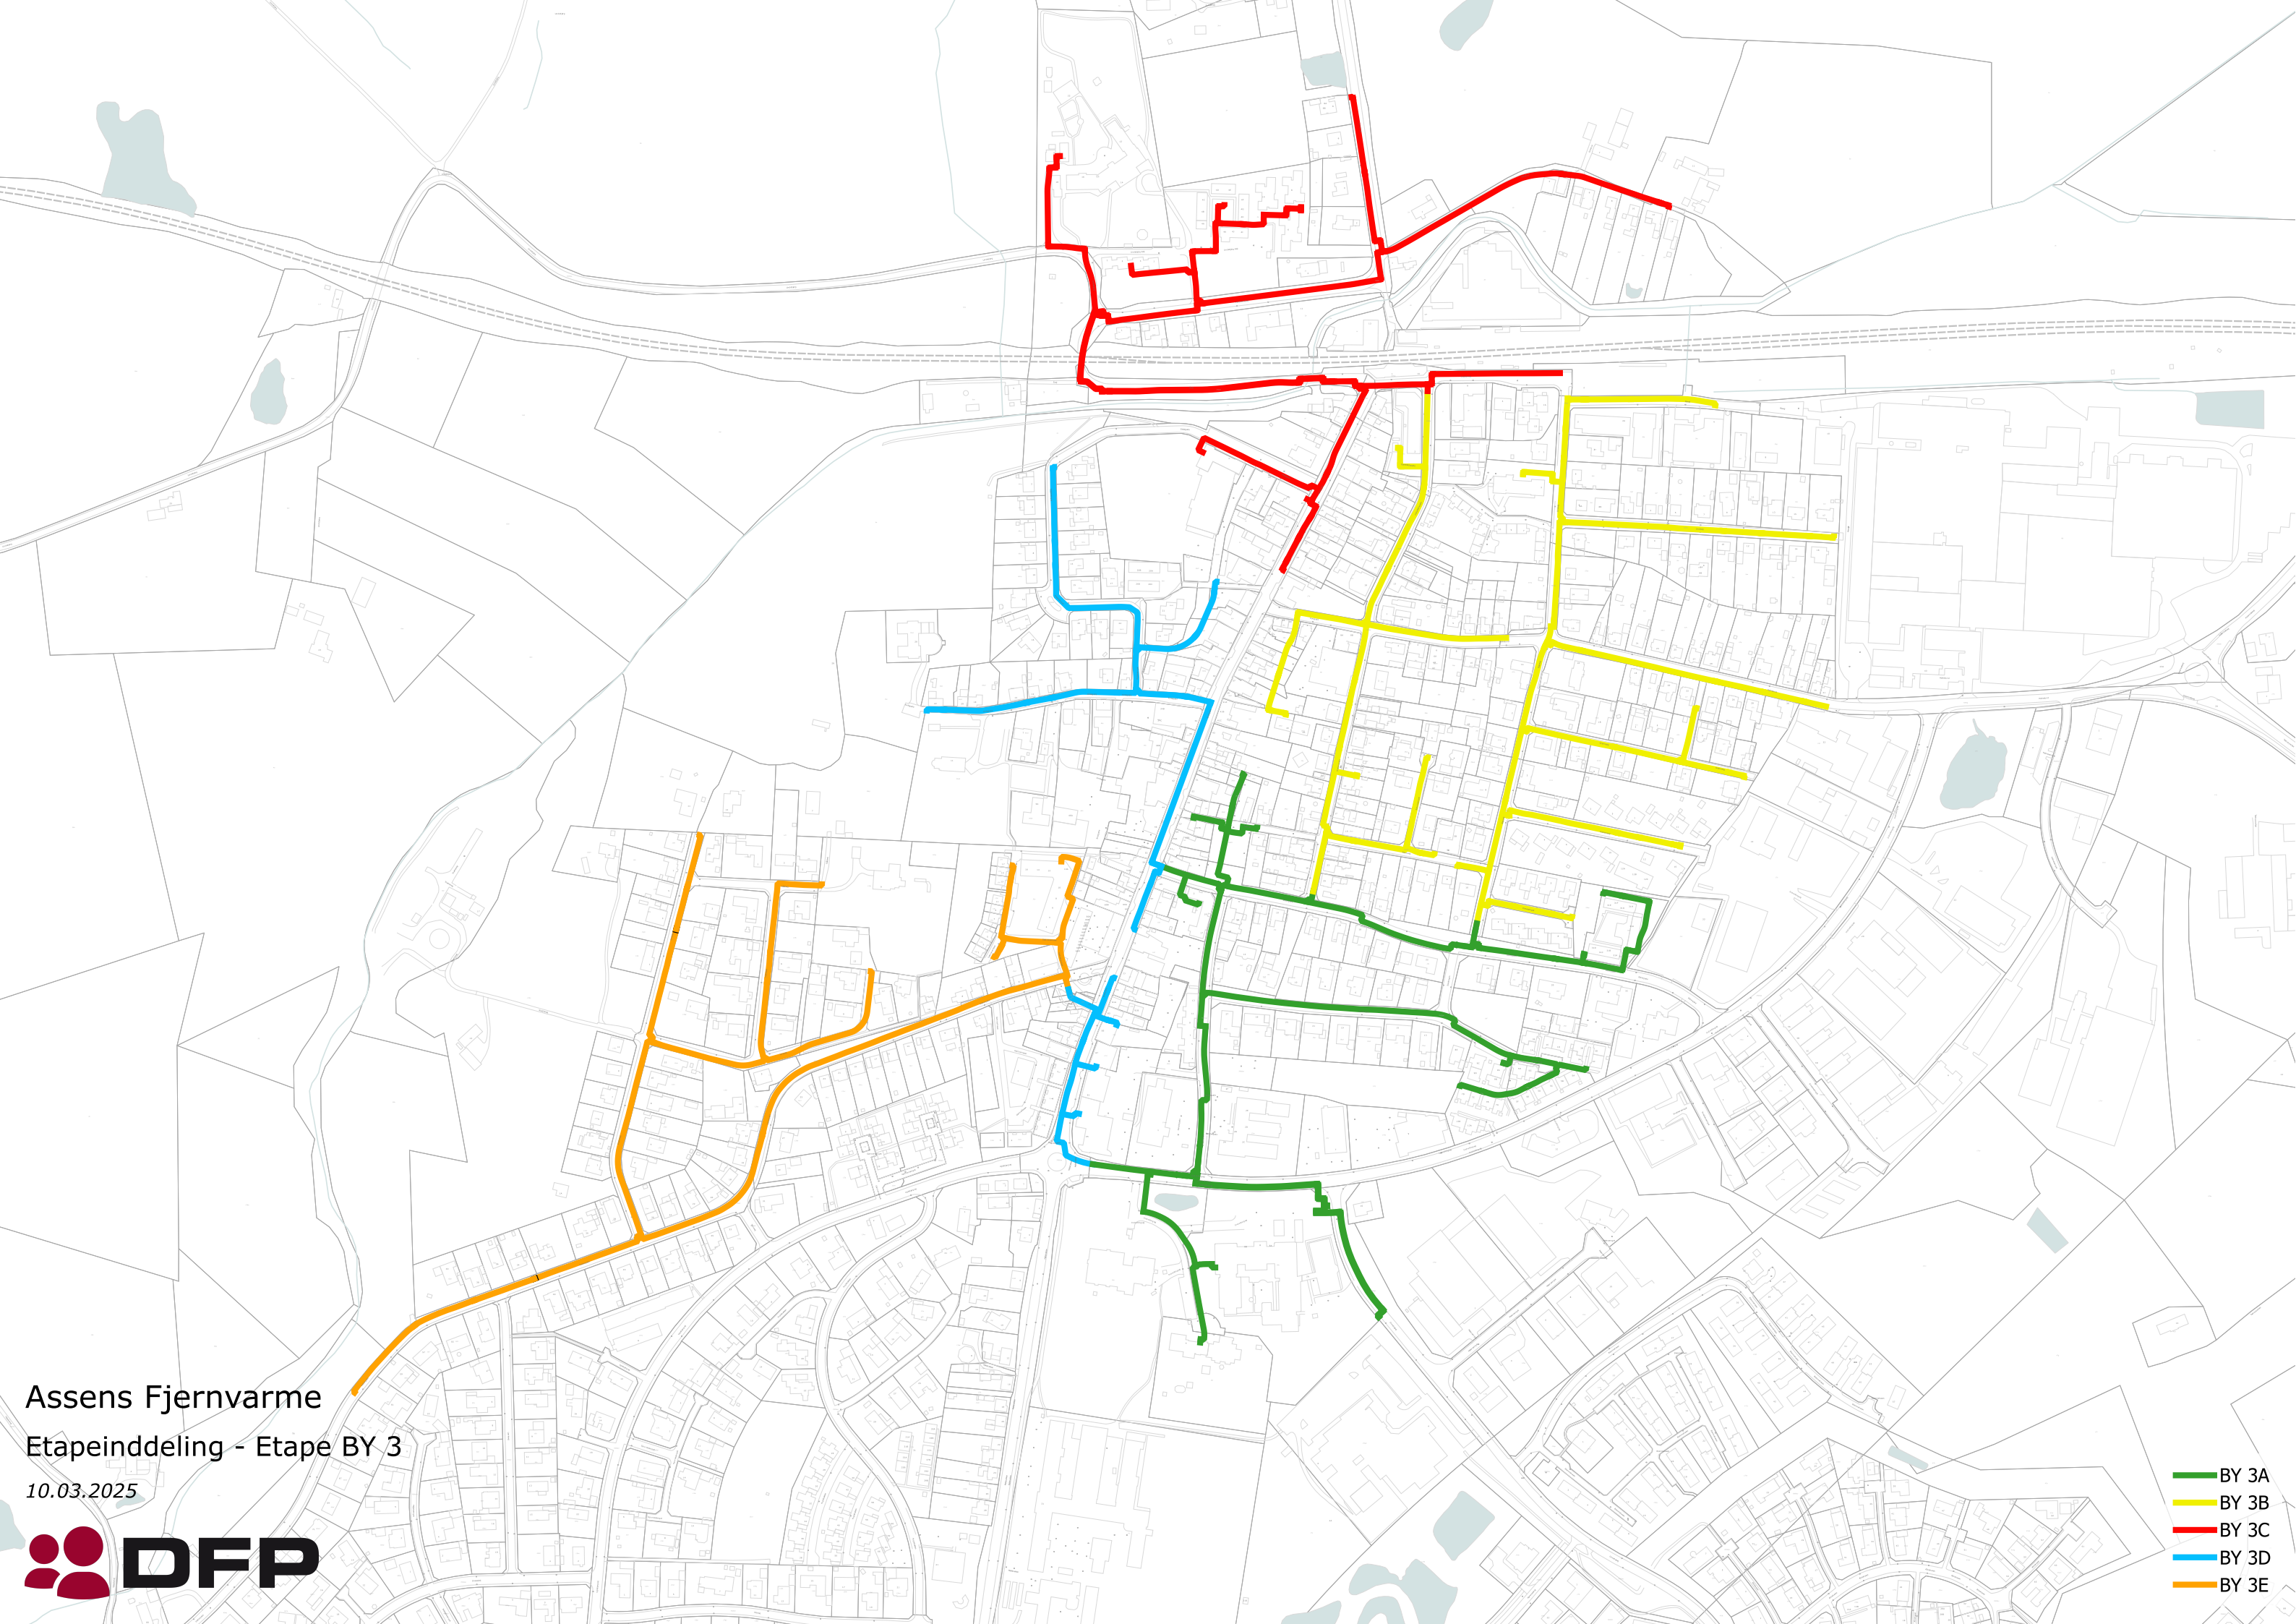 Assens Fjernvarme
Etapeinddeling - Etape BY 3
10.03.2025
DFP
BY 3A
BY 3B
BY 3C
BY 3D
BY 3E